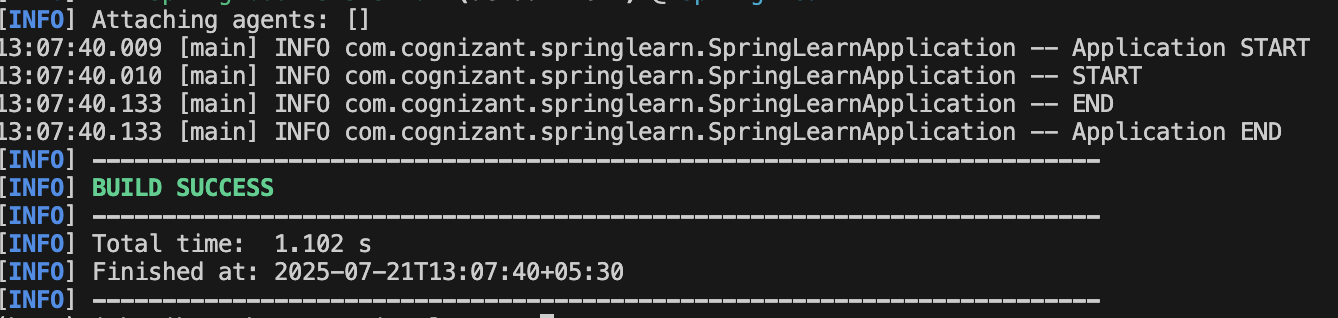 [INFO] Attaching agents: []
13:07:40.009 [main] INFO com.cognizant.springlearn.SpringLearnApplication -- Application START
13:07:40.010 [main] INFO com.cognizant.springlearn.SpringLearnApplication -- START
13:07:40.133 [main] INFO com.cognizant.springlearn.SpringLearnApplication -- END
13:07:40.133 [main] INFO com.cognizant.springlearn.SpringLearnApplication -- Application END
[INFO] ------------------------------------------------------------------------
[INFO] BUILD SUCCESS
[INFO] ------------------------------------------------------------------------
[INFO] Total time:  1.102 s
[INFO] Finished at: 2025-07-21T13:07:40+05:30
[INFO] ------------------------------------------------------------------------